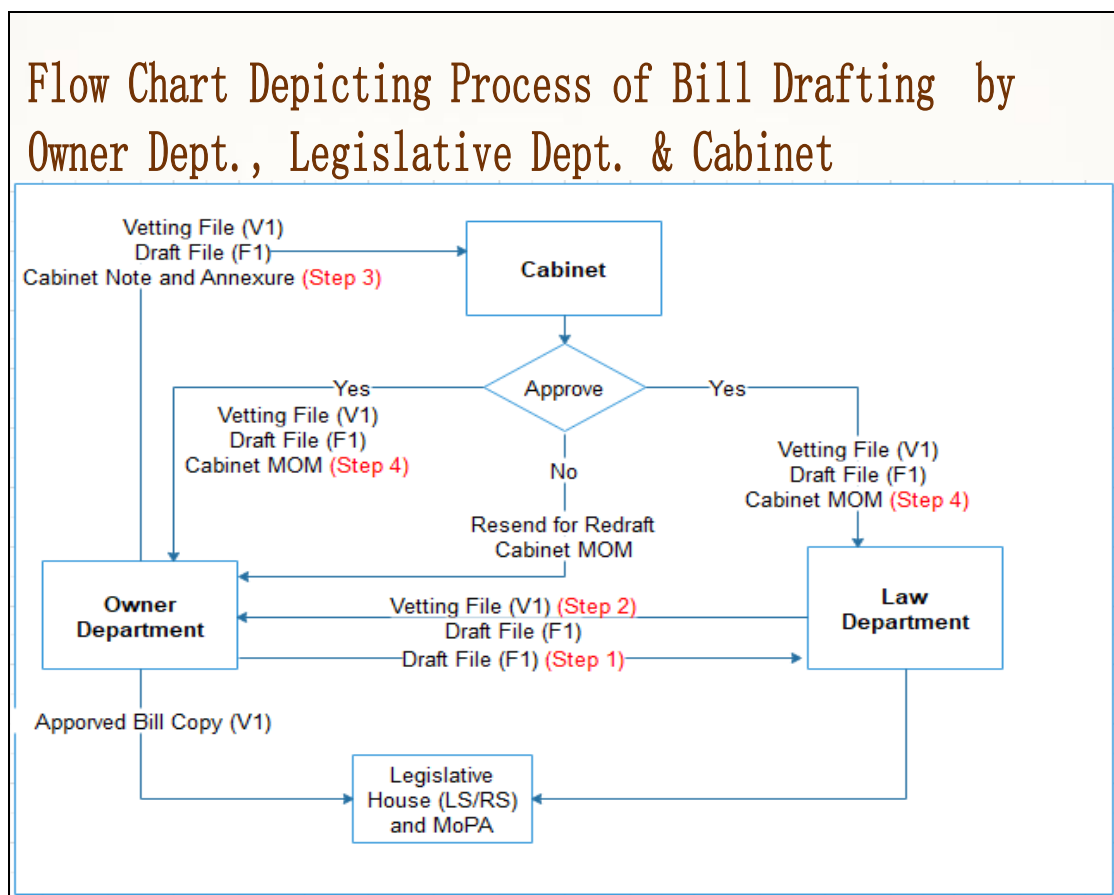 Flow Chart Depicting Process of Bill Drafting by
Owner Dept., Legislative Dept. & Cabinet
Vetting File (V1)
Draft File (F1)
Cabinet Note and Annexure (Step 3)
Cabinet
Approve
Yes
Vetting File (V1)
Draft File (F1)
Cabinet MOM (Step 4)
Yes
Vetting File (V1)
Draft File (F1)
Cabinet MOM (Step 4)
No
Resend for Redraft
Cabinet MOM
Owner
Department
Vetting File (V1) (Step 2)
Draft File (F1)
Draft File (F1) (Step 1)
Law
Department
Apporved Bill Copy (V1)
Legislative
House (LS/RS)
and MoPA